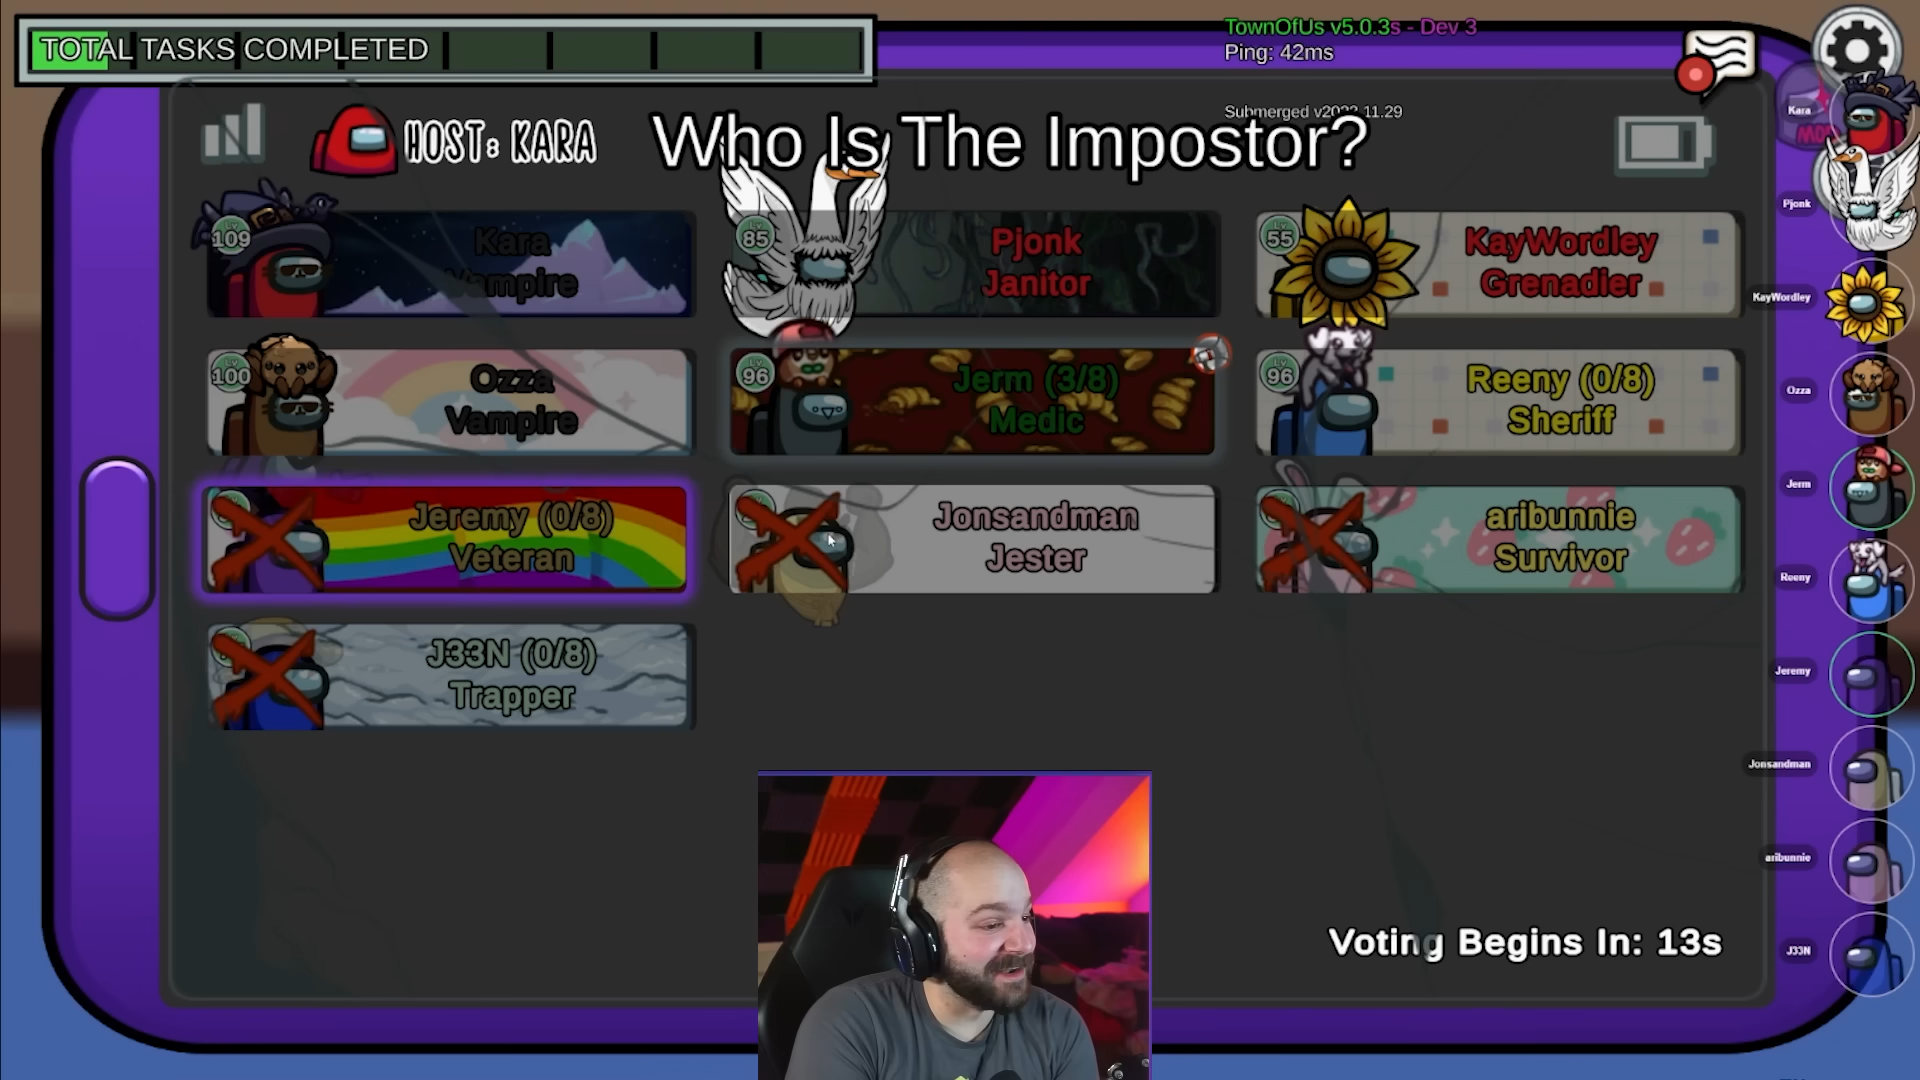 TOTAL TASKS COMPLETED
TownOfUs v5.0.3s - Dev 3
Ping: 42ms
Submerged v2022.11.29
HOST: KARA
Who Is The Impostor?
109
Kara
Vampire
85
Pjonk
Janitor
55
KayWordley
Grenadier
LV
100
Ozza
Vampire
LV
96
Jerm (3/8)
Medic
LV
96
Reeny (0/8)
Sheriff
Jeremy (0/8)
Veteran
Jonsandman
Jester
aribunnie
Survivor
J33N (0/8)
Trapper
Voting Begins In: 13s
Kara
Pjonk
KayWordley
Ozza
Jerm
Reeny
Jeremy
Jonsandman
aribunnie
J33N